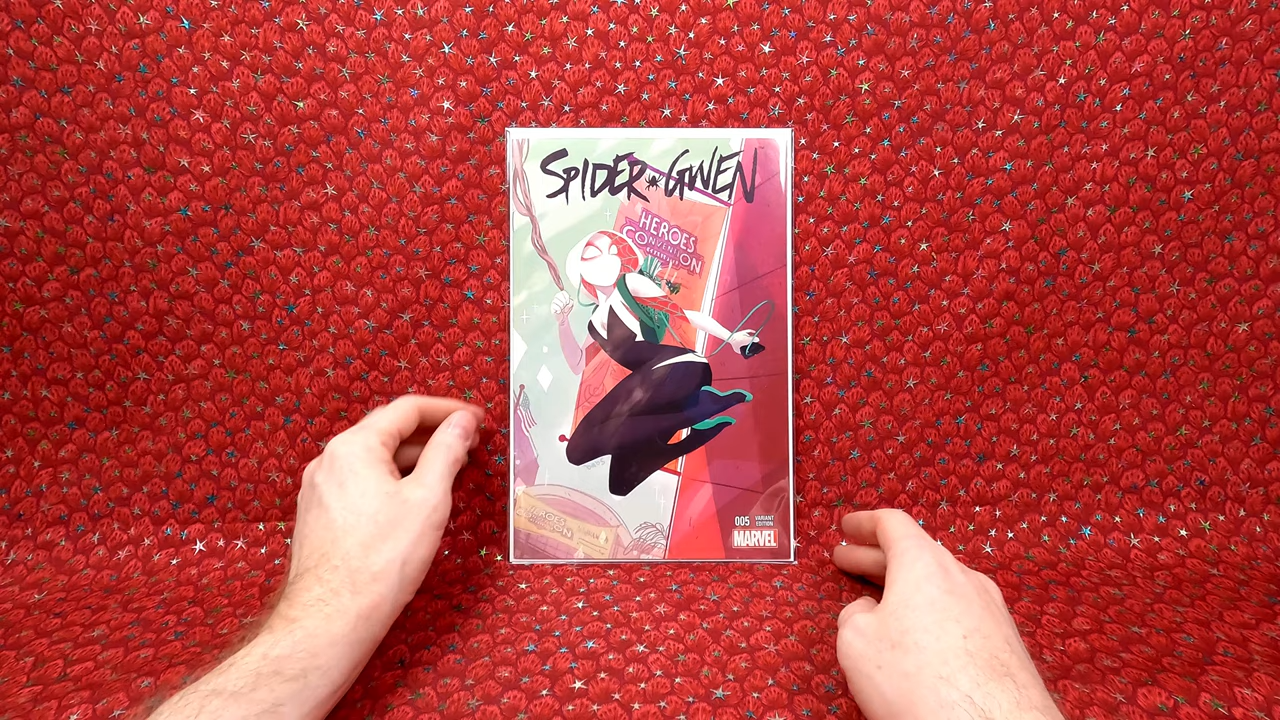 SPIDER GWEN
HEROES
CONVENTION
005 VARIANT
EDITION
MARVEL